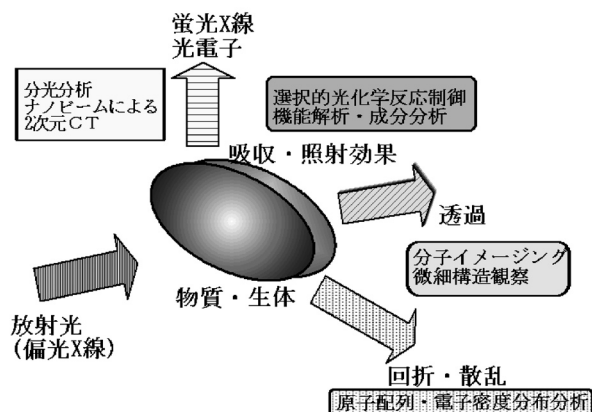 蛍光X線
光電子
分光分析
ナノビームによる
2次元CT
選択的光化学反応制御
機能解析・成分分析
吸収・照射効果
透過
分子イメージング
微細構造観察
物質・生体
放射光
(偏光X線)
回折・散乱
原子配列・電子密度分布分析